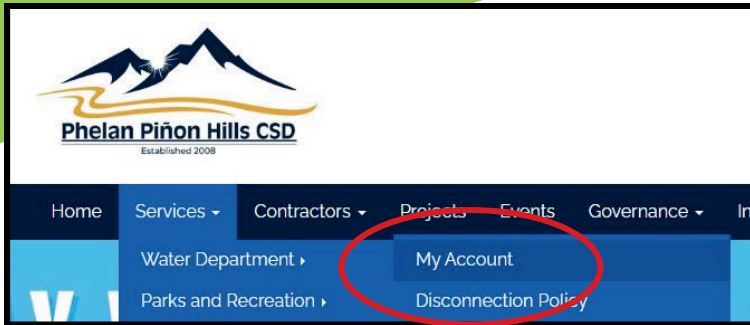 Phelan Piñon Hills CSD
Established 2008
Home Services Contractors Projects Events Governance
Water Department My Account
Parks and Recreation Disconnection Policy